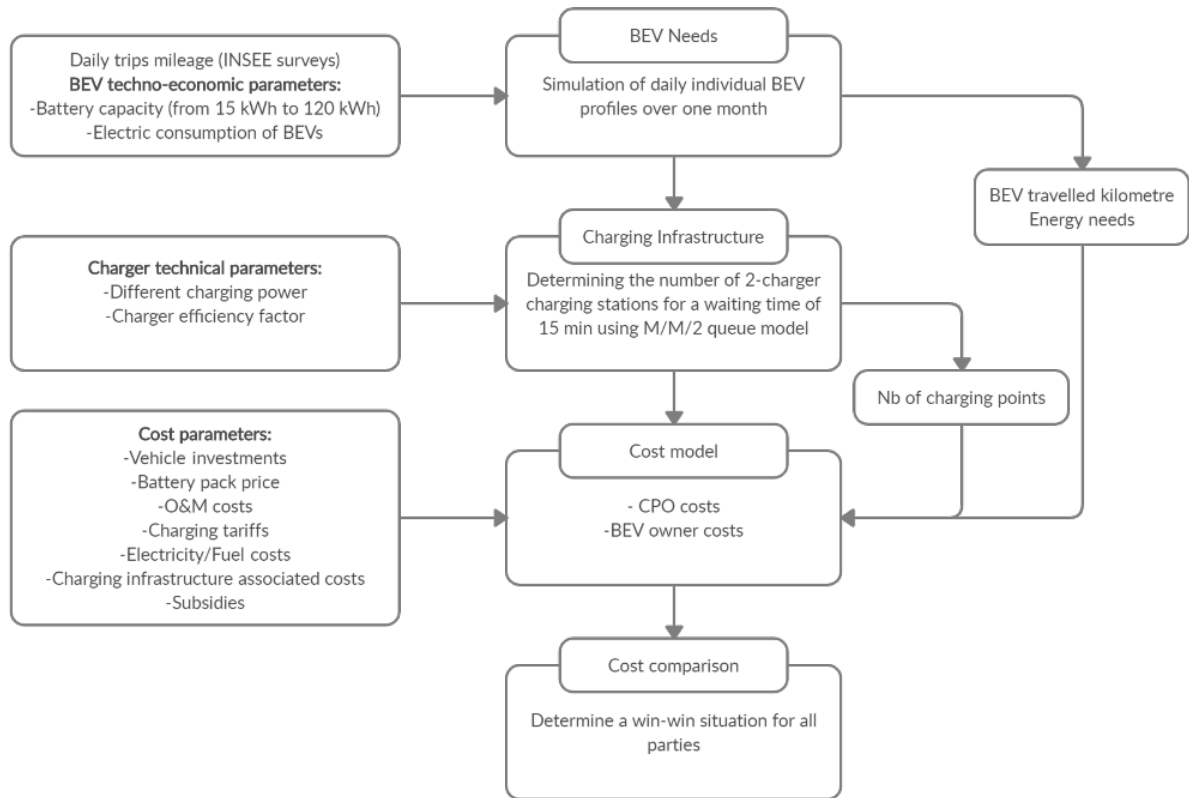 Daily trips mileage (INSEE surveys)
BEV techno-economic parameters:
-Battery capacity (from 15 kWh to 120 kWh)
-Electric consumption of BEVs
BEV Needs
Simulation of daily individual BEV
profiles over one month
BEV travelled kilometre
Energy needs
Charger technical parameters:
-Different charging power
-Charger efficiency factor
Charging Infrastructure
Determining the number of 2-charger
charging stations for a waiting time of
15 min using M/M/2 queue model
Nb of charging points
Cost parameters:
-Vehicle investments
-Battery pack price
-O&M costs
-Charging tariffs
-Electricity/Fuel costs
-Charging infrastructure associated costs
-Subsidies
Cost model
- CPO costs
-BEV owner costs
Cost comparison
Determine a win-win situation for all
parties